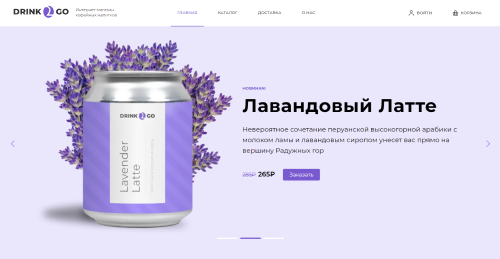 DRINK 2 GO
Интернет-магазин
кофейных напитков
ГЛАВНАЯ
КАТАЛОГ
ДОСТАВКА
О НАС
ВОЙТИ
КОРЗИНА
НОВИНКА!
Лавандовый Латте
Невероятное сочетание перуанской высокогорной арабики с
молоком ламы и лавандовым сиропом унесет вас прямо на
вершину Радужных гор
265₽
Заказать
DRINK 2 GO
Lavender
Latte